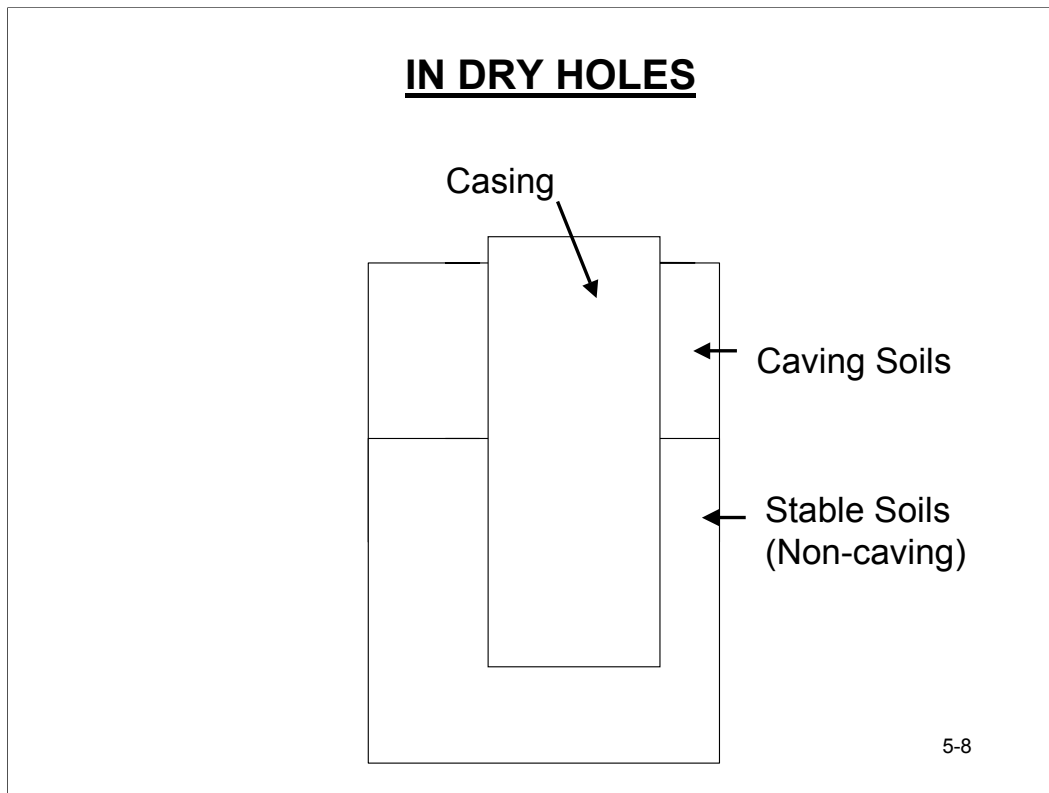 IN DRY HOLES
Casing
Caving Soils
Stable Soils
(Non-caving)
5-8